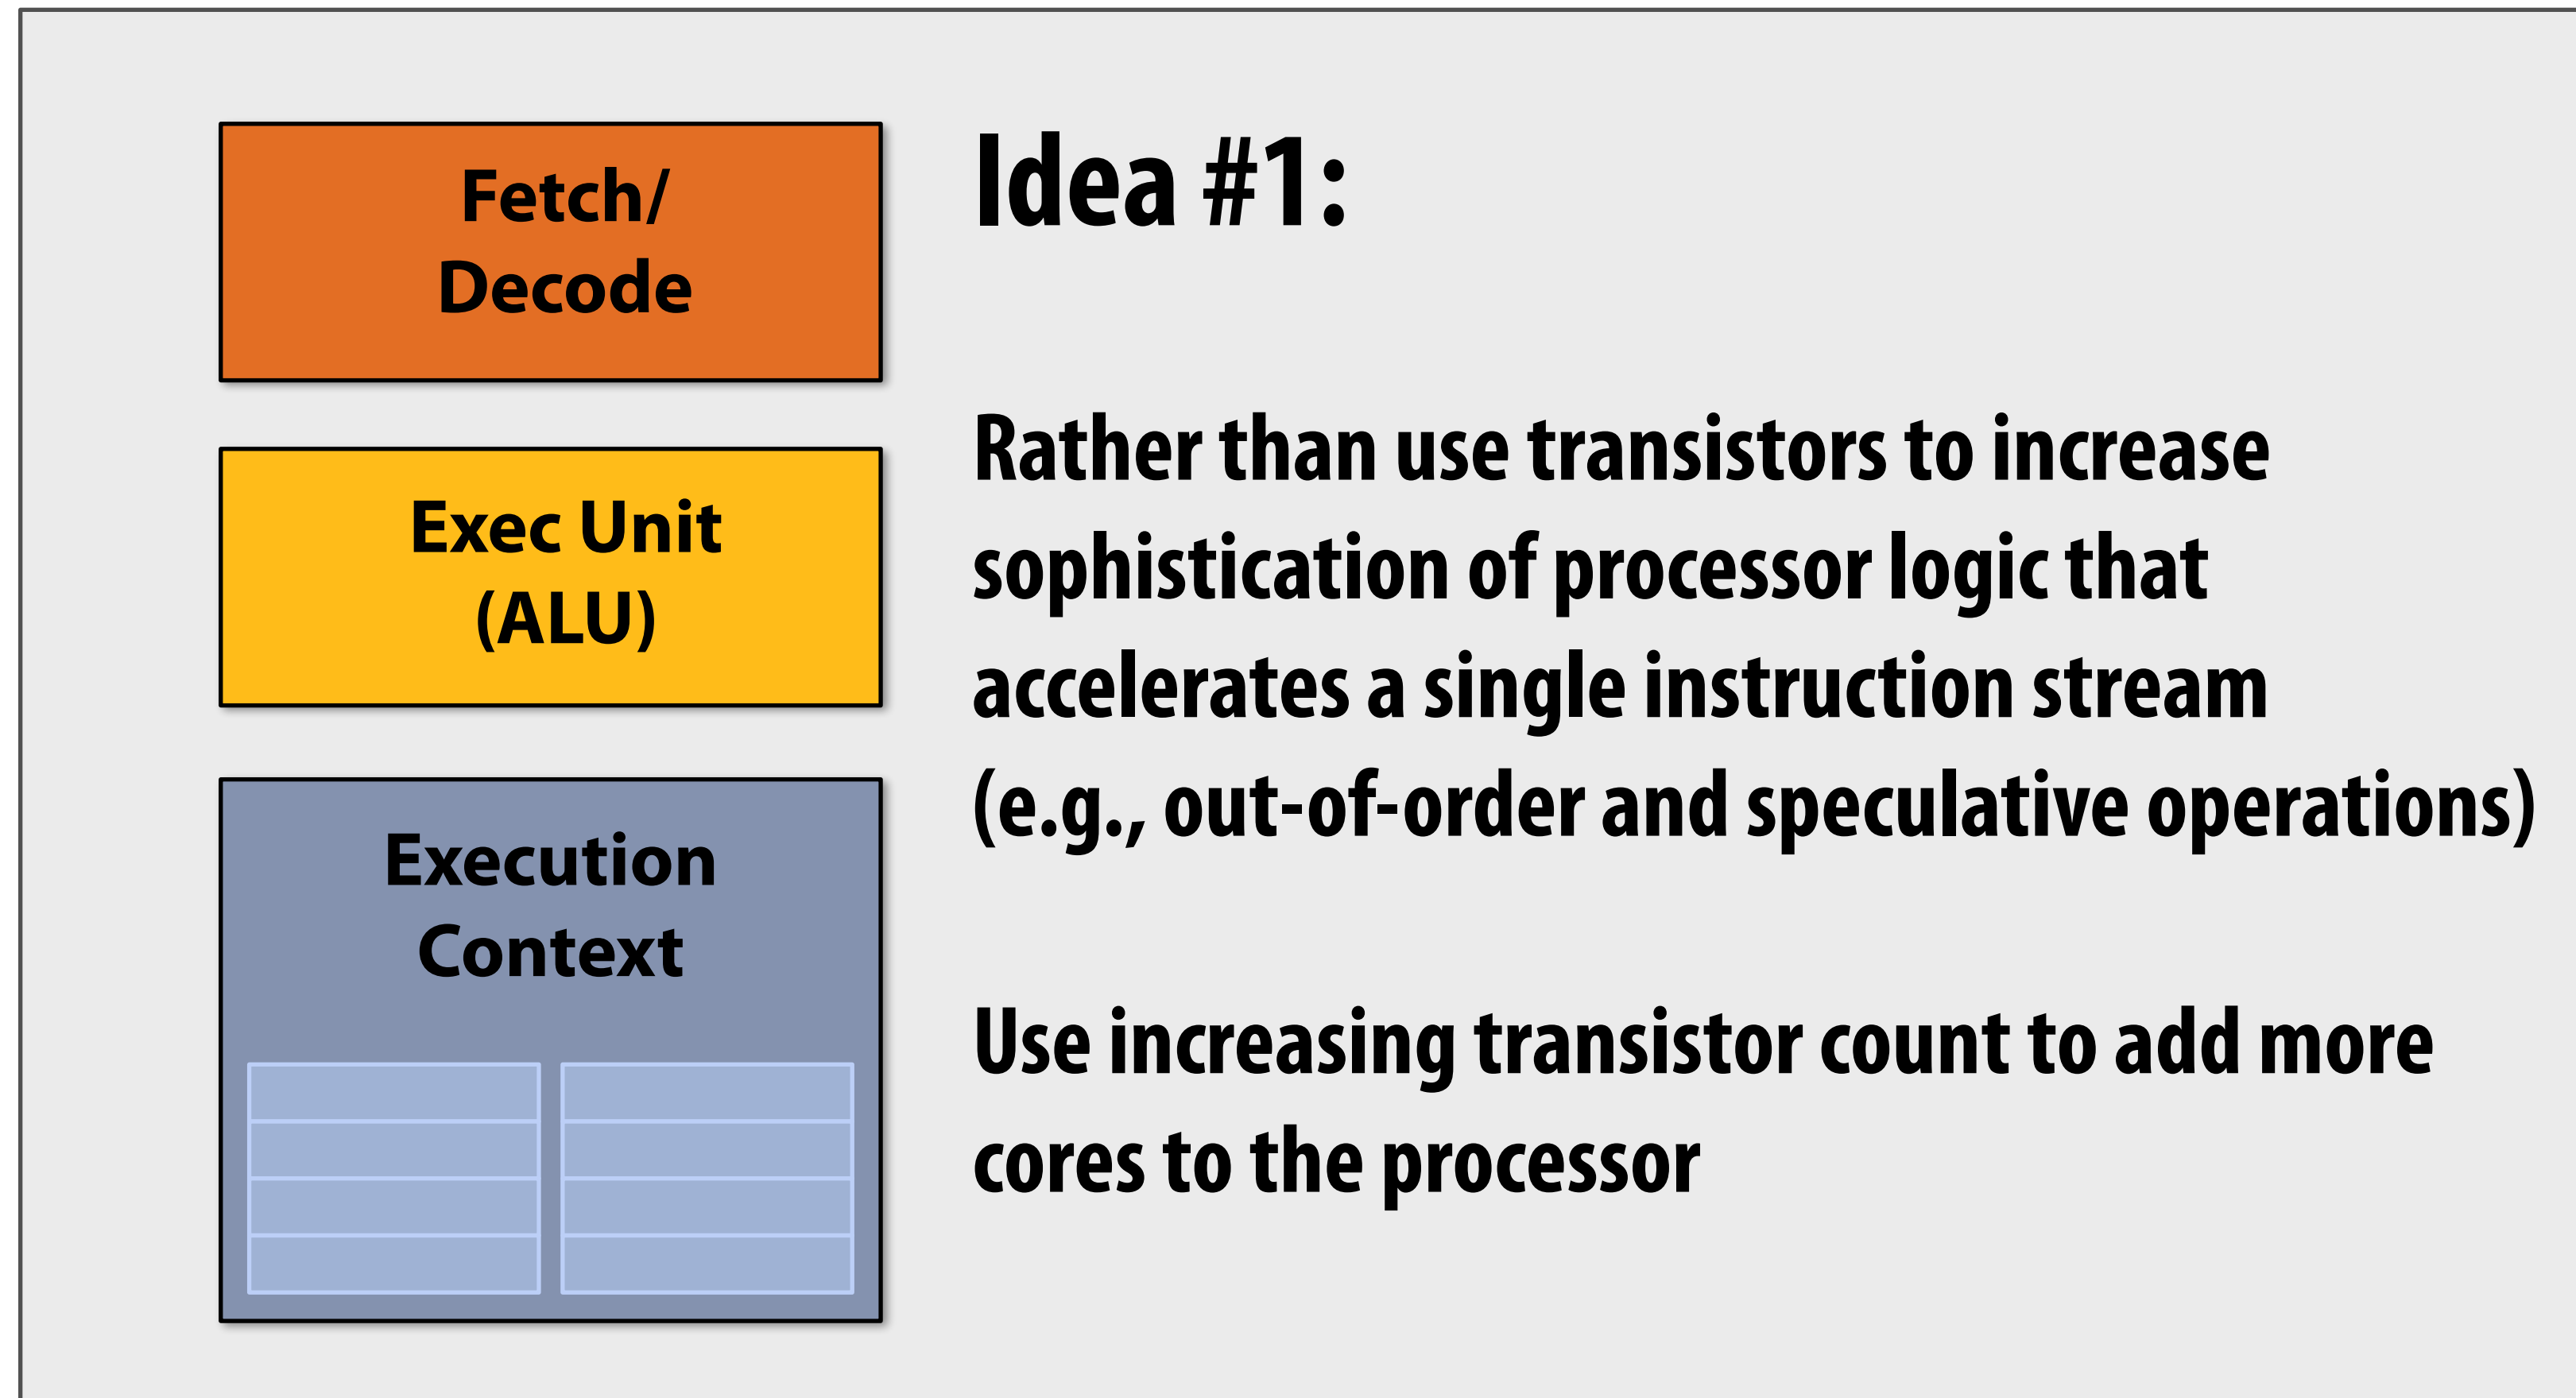 Fetch/
Decode
Exec Unit
(ALU)
Execution
Context
Idea #1:
Rather than use transistors to increase
sophistication of processor logic that
accelerates a single instruction stream
(e.g., out-of-order and speculative operations)
Use increasing transistor count to add more
cores to the processor